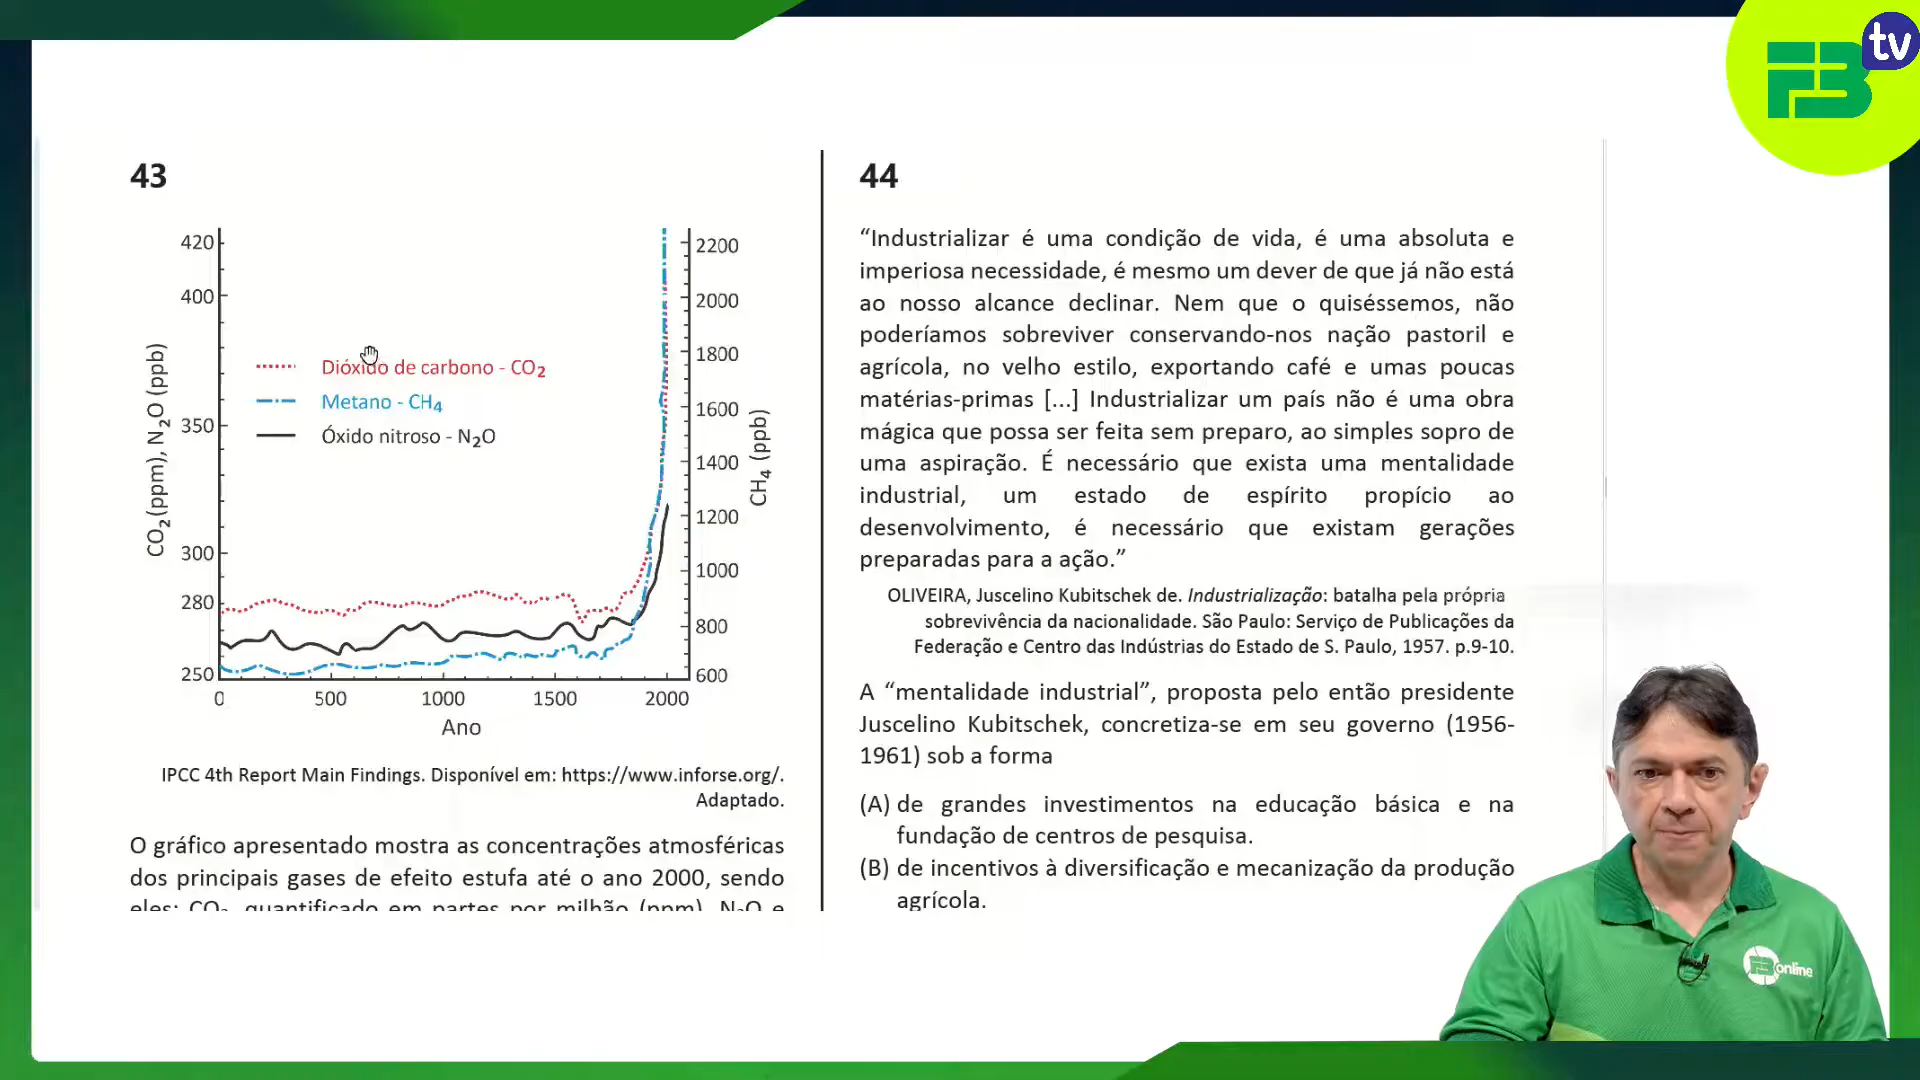 tv
FB
43
420
400
350
300
280
250
CO₂(ppm), N₂O (ppb)
Dióxido de carbono - CO₂
Metano - CH₄
Óxido nitroso - N₂O
2200
2000
1800
1600
1400
1200
1000
800
600
CH₄ (ppb)
0 500 1000 1500 2000
Ano
IPCC 4th Report Main Findings. Disponível em: https://www.inforse.org/.
Adaptado.
O gráfico apresentado mostra as concentrações atmosféricas
dos principais gases de efeito estufa até o ano 2000, sendo
eles: CO₂, quantificado em partes por milhão (ppm), N₂O e
44
“Industrializar é uma condição de vida, é uma absoluta e
imperiosa necessidade, é mesmo um dever de que já não está
ao nosso alcance declinar. Nem que o quiséssemos, não
poderíamos sobreviver conservando-nos nação pastoril e
agrícola, no velho estilo, exportando café e umas poucas
matérias-primas [...] Industrializar um país não é uma obra
mágica que possa ser feita sem preparo, ao simples sopro de
uma aspiração. É necessário que exista uma mentalidade
industrial, um estado de espírito propício ao
desenvolvimento, é necessário que existam gerações
preparadas para a ação.”
OLIVEIRA, Juscelino Kubitschek de. Industrialização: batalha pela própria
sobrevivência da nacionalidade. São Paulo: Serviço de Publicações da
Federação e Centro das Indústrias do Estado de S. Paulo, 1957. p.9-10.
A “mentalidade industrial”, proposta pelo então presidente
Juscelino Kubitschek, concretiza-se em seu governo (1956-
1961) sob a forma
(A) de grandes investimentos na educação básica e na
fundação de centros de pesquisa.
(B) de incentivos à diversificação e mecanização da produção
agrícola.
FB online